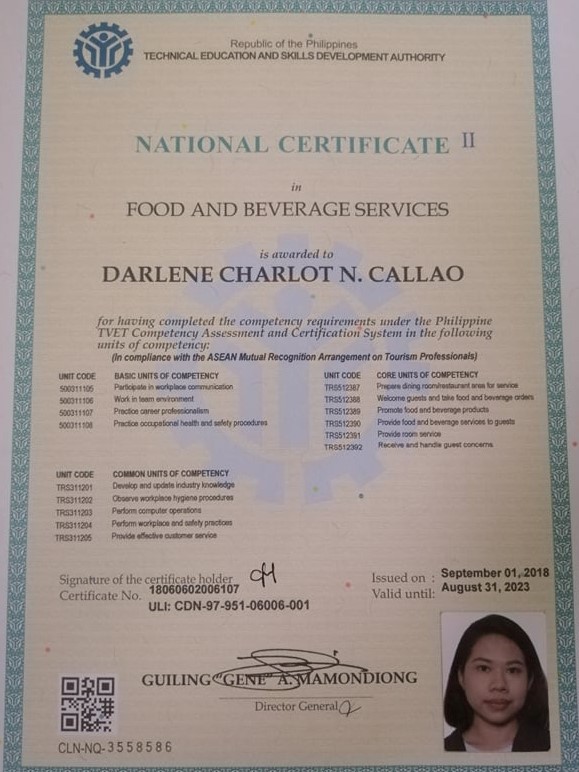 Republic of the Philippines
TECHNICAL EDUCATION AND SKILLS DEVELOPMENT AUTHORITY
NATIONAL CERTIFICATE II
in
FOOD AND BEVERAGE SERVICES
is awarded to
DARLENE CHARLOT N. CALLAO
for having completed the competency requirements under the Philippine
TVET Competency Assessment and Certification System in the following
units of competency:
(In compliance with the ASEAN Mutual Recognition Arrangement on Tourism Professionals)
UNIT CODE BASIC UNITS OF COMPETENCY
500311105 Participate in workplace communication
500311106 Work in team environment
500311107 Practice career professionalism
500311108 Practice occupational health and safety procedures
UNIT CODE CORE UNITS OF COMPETENCY
TRS512387 Prepare dining room/restaurant area for service
TRS512388 Welcome guests and take food and beverage orders
TRS512389 Promote food and beverage products
TRS512390 Provide food and beverage services to guests
TRS512391 Provide room service
TRS512392 Receive and handle guest concerns
UNIT CODE COMMON UNITS OF COMPETENCY
TRS311201 Develop and update industry knowledge
TRS311202 Observe workplace hygiene procedures
TRS311203 Perform computer operations
TRS311204 Perform workplace and safety practices
TRS311205 Provide effective customer service
Signature of the certificate holder
Certificate No. 18060602006107
ULI: CDN-97-951-06006-001
Issued on : September 01, 2018
Valid until: August 31, 2023
GUILING "GENE" A. MAMONDIONG
Director General
CLN-NQ-3558586